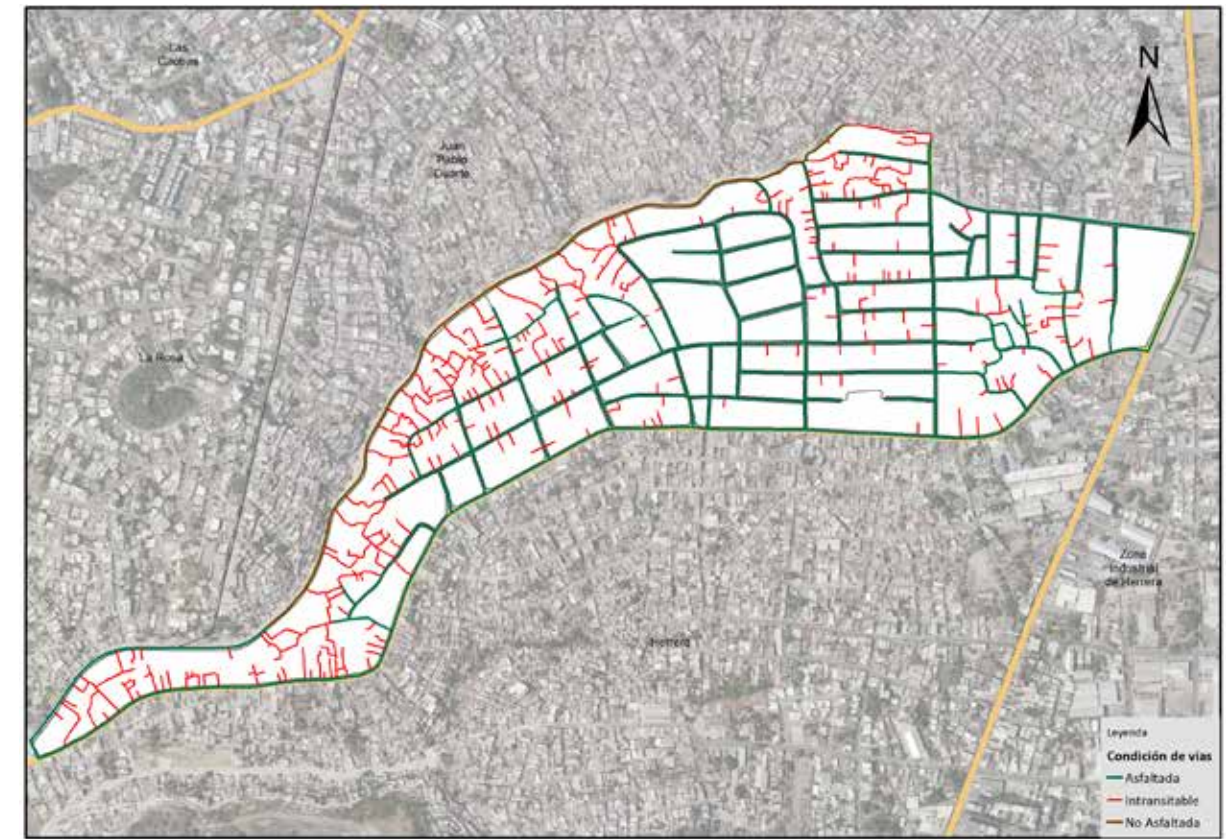 N
Las
Caobas
Juan
Pablo
Duarte
La Rosa
Zona
Industrial
de Herrera
Herrera
Leyenda
Condición de vias
Asfaltada
Intransitable
No Asfaltada